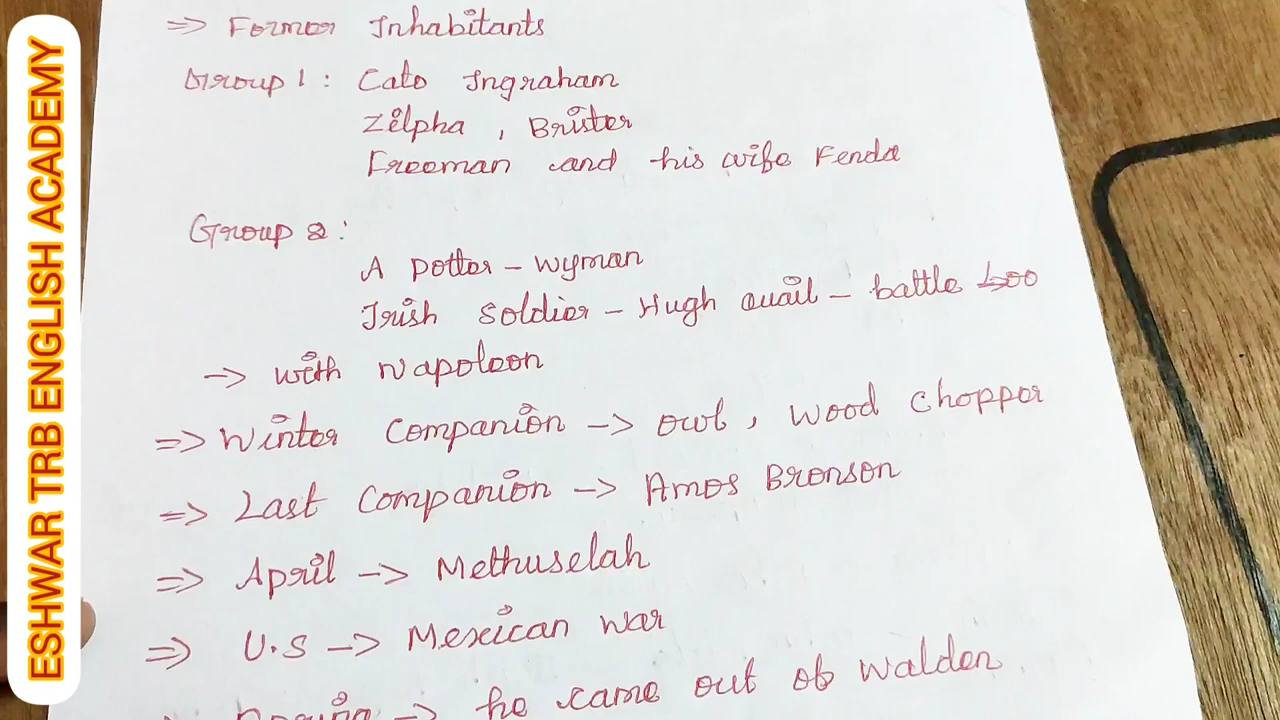 ESHWAR TRB ENGLISH ACADEMY
=> Former Inhabitants
Group 1 : Cato Ingraham
Zilpha , Brister
Freeman and his wife Fenda
Group 2 :
A potter - Wyman
Irish Soldier - Hugh Quail - battle Loo
-> with Napoleon
=> Winter Companion -> owl , Wood Chopper
=> Last Companion -> Amos Bronson
=> April -> Methuselah
=> U.S -> Mexican War
-> he came out of Walden